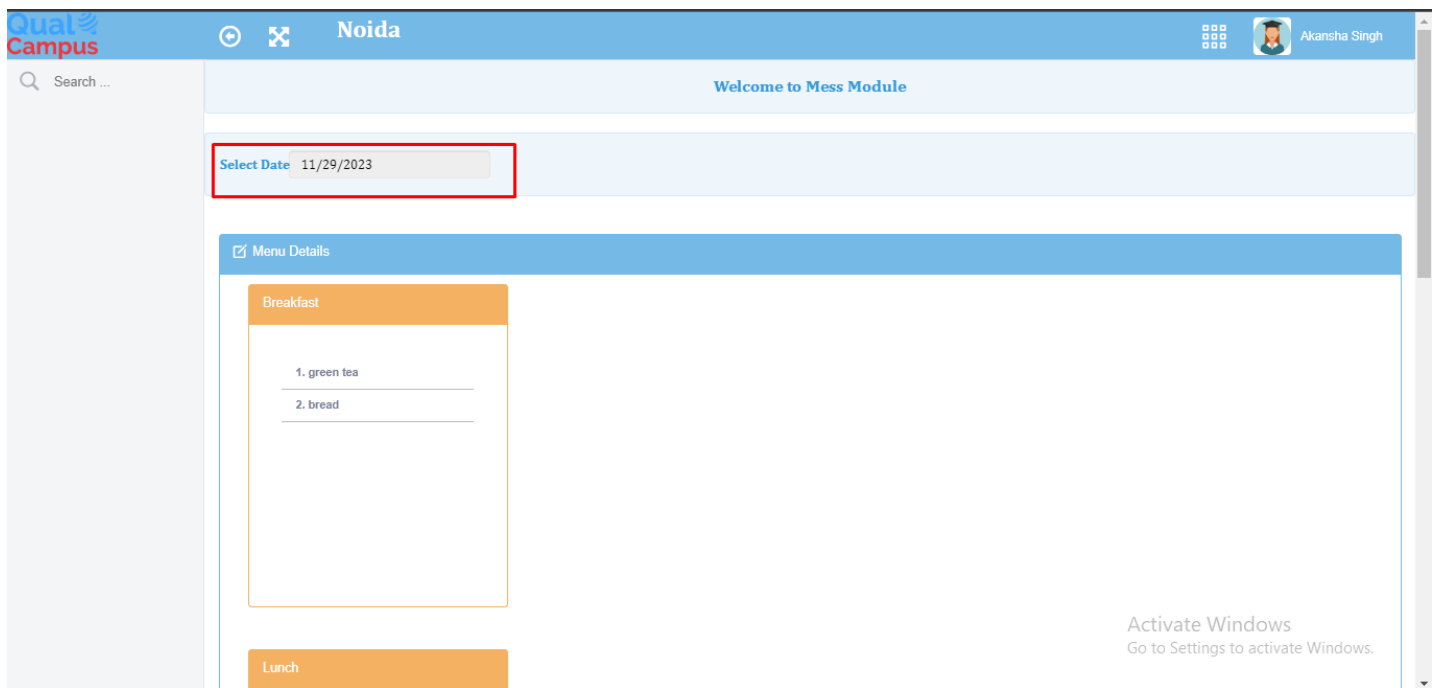 Qual
Campus
Noida
Akansha Singh
Search ...
Welcome to Mess Module
Select Date 11/29/2023
Menu Details
Breakfast
1. green tea
2. bread
Lunch
Activate Windows
Go to Settings to activate Windows.